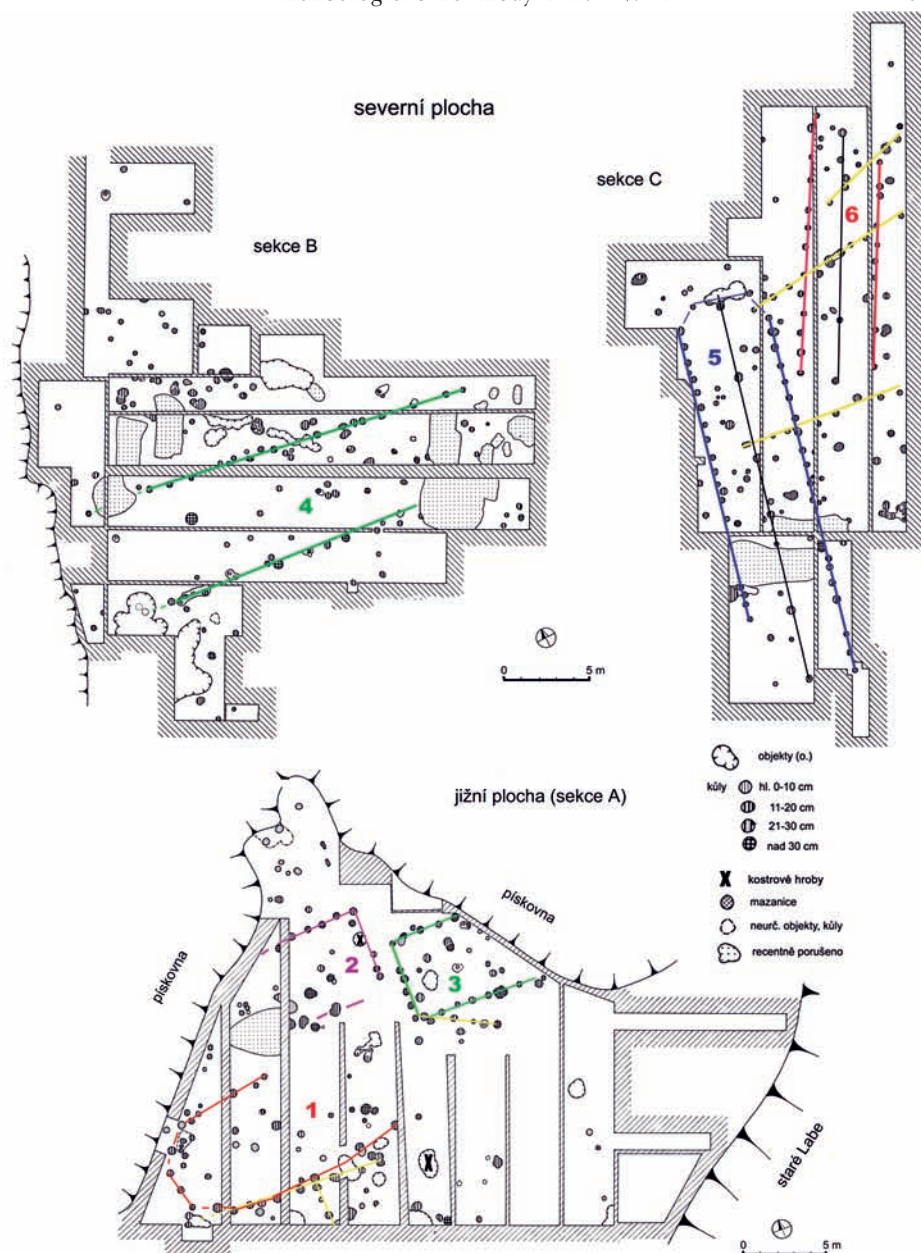 severní plocha
sekce C
sekce B
6
5
4
0 5 m
objekty (o.)
kůly hl. 0-10 cm
11-20 cm
21-30 cm
nad 30 cm
kostrové hroby
mazanice
neurč. objekty, kůly
recentně porušeno
jižní plocha (sekce A)
pískovna
pískovna
2
3
1
staré Labe
0 5 m